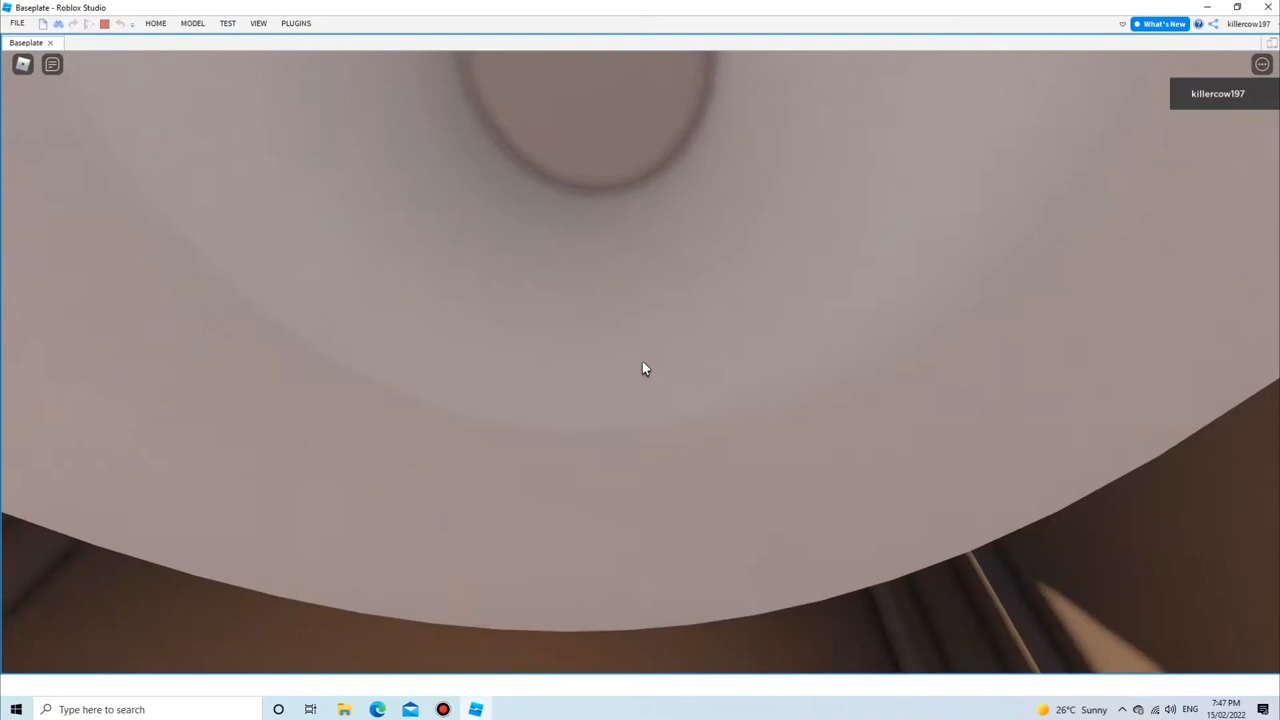 Baseplate - Roblox Studio
FILE HOME MODEL TEST VIEW PLUGINS What's New killercow197
Baseplate
killercow197
Type here to search
26°C Sunny ENG 7:47 PM
15/02/2022